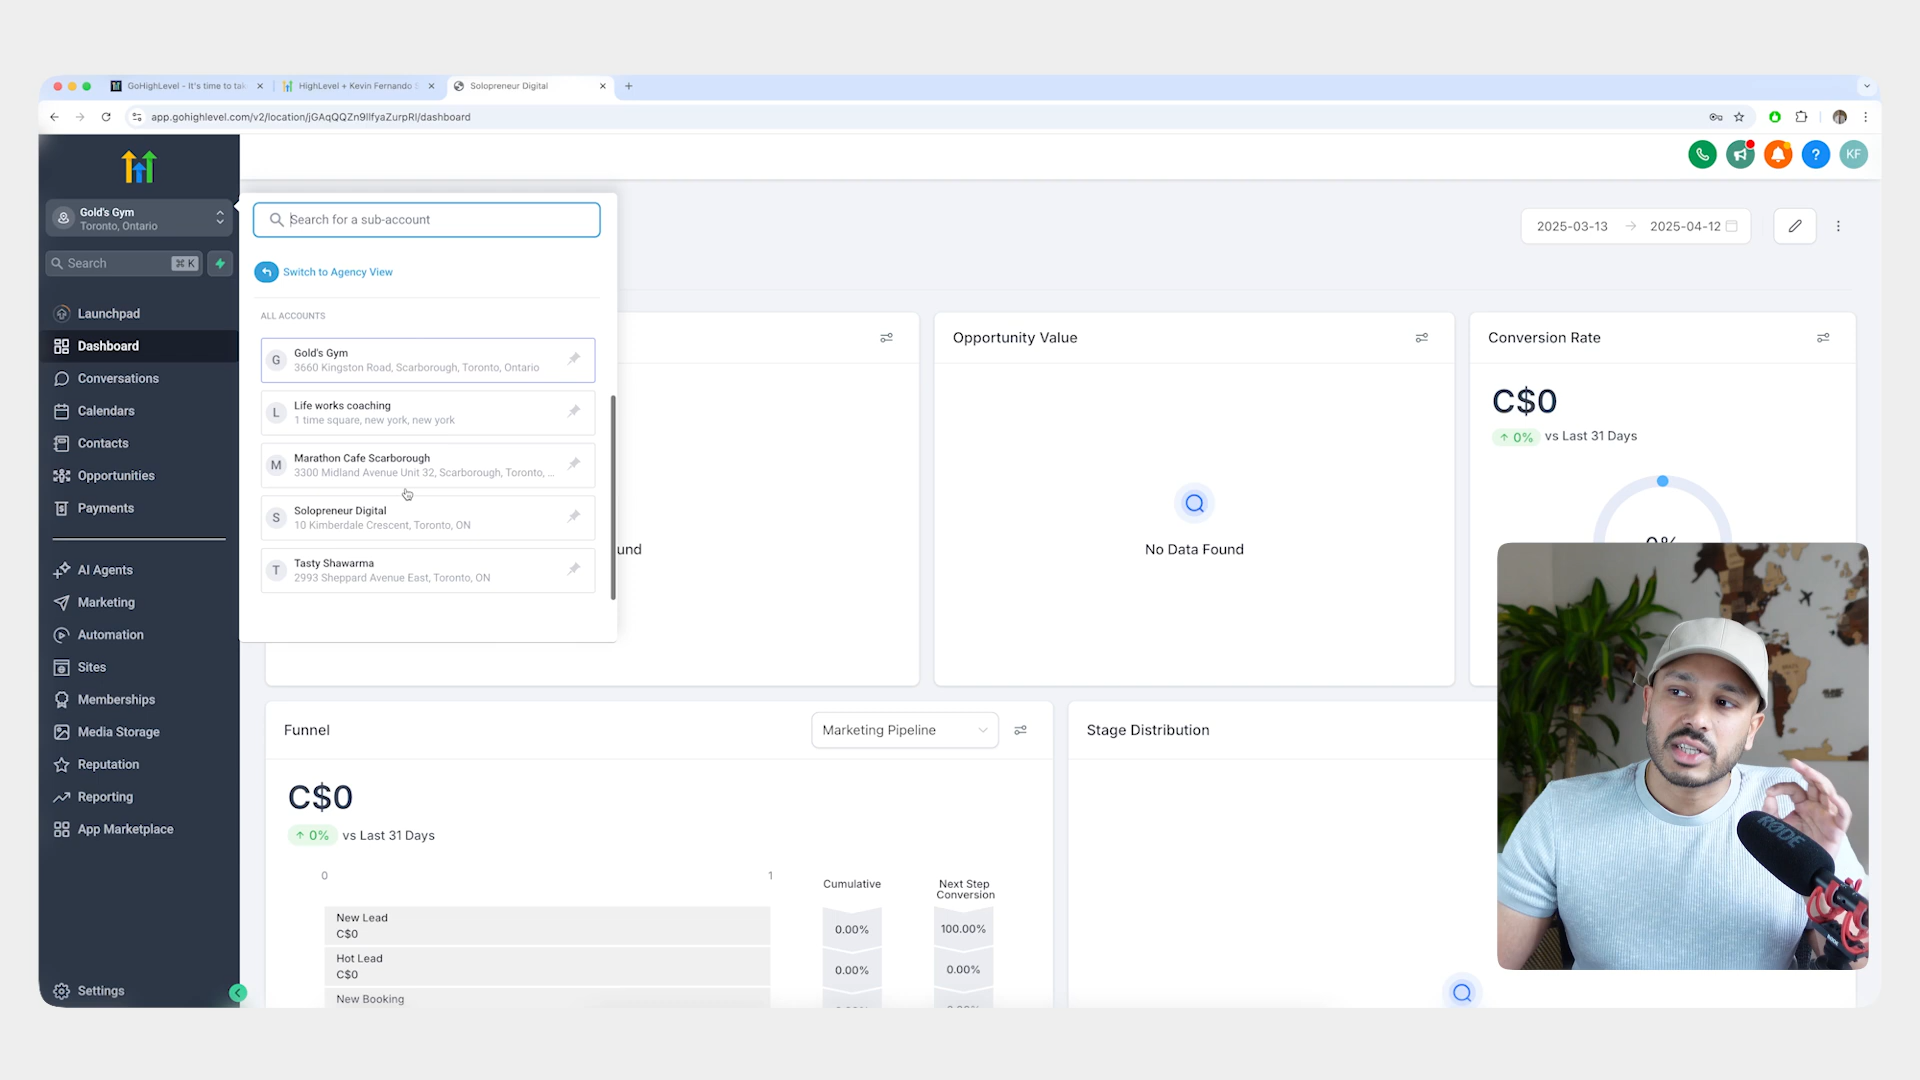 GoHighLevel - It's time to tak
HighLevel + Kevin Fernando
Solopreneur Digital
app.gohighlevel.com/v2/location/jGAqQQZn9IlfyaZurpRl/dashboard
KF
Gold's Gym
Toronto, Ontario
Search
⌘ K
Launchpad
Dashboard
Conversations
Calendars
Contacts
Opportunities
Payments
AI Agents
Marketing
Automation
Sites
Memberships
Media Storage
Reputation
Reporting
App Marketplace
Settings
Search for a sub-account
Switch to Agency View
ALL ACCOUNTS
G
Gold's Gym
3660 Kingston Road, Scarborough, Toronto, Ontario
L
Life works coaching
1 time square, new york, new york
M
Marathon Cafe Scarborough
3300 Midland Avenue Unit 32, Scarborough, Toronto, ...
S
Solopreneur Digital
10 Kimberdale Crescent, Toronto, ON
T
Tasty Shawarma
2993 Sheppard Avenue East, Toronto, ON
2025-03-13 → 2025-04-12
und
Opportunity Value
No Data Found
Conversion Rate
C$0
↑ 0% vs Last 31 Days
0%
Funnel
Marketing Pipeline
C$0
↑ 0% vs Last 31 Days
0 1
Cumulative
Next Step
Conversion
New Lead
C$0
0.00%
100.00%
Hot Lead
C$0
0.00%
0.00%
New Booking
Stage Distribution
RØDE